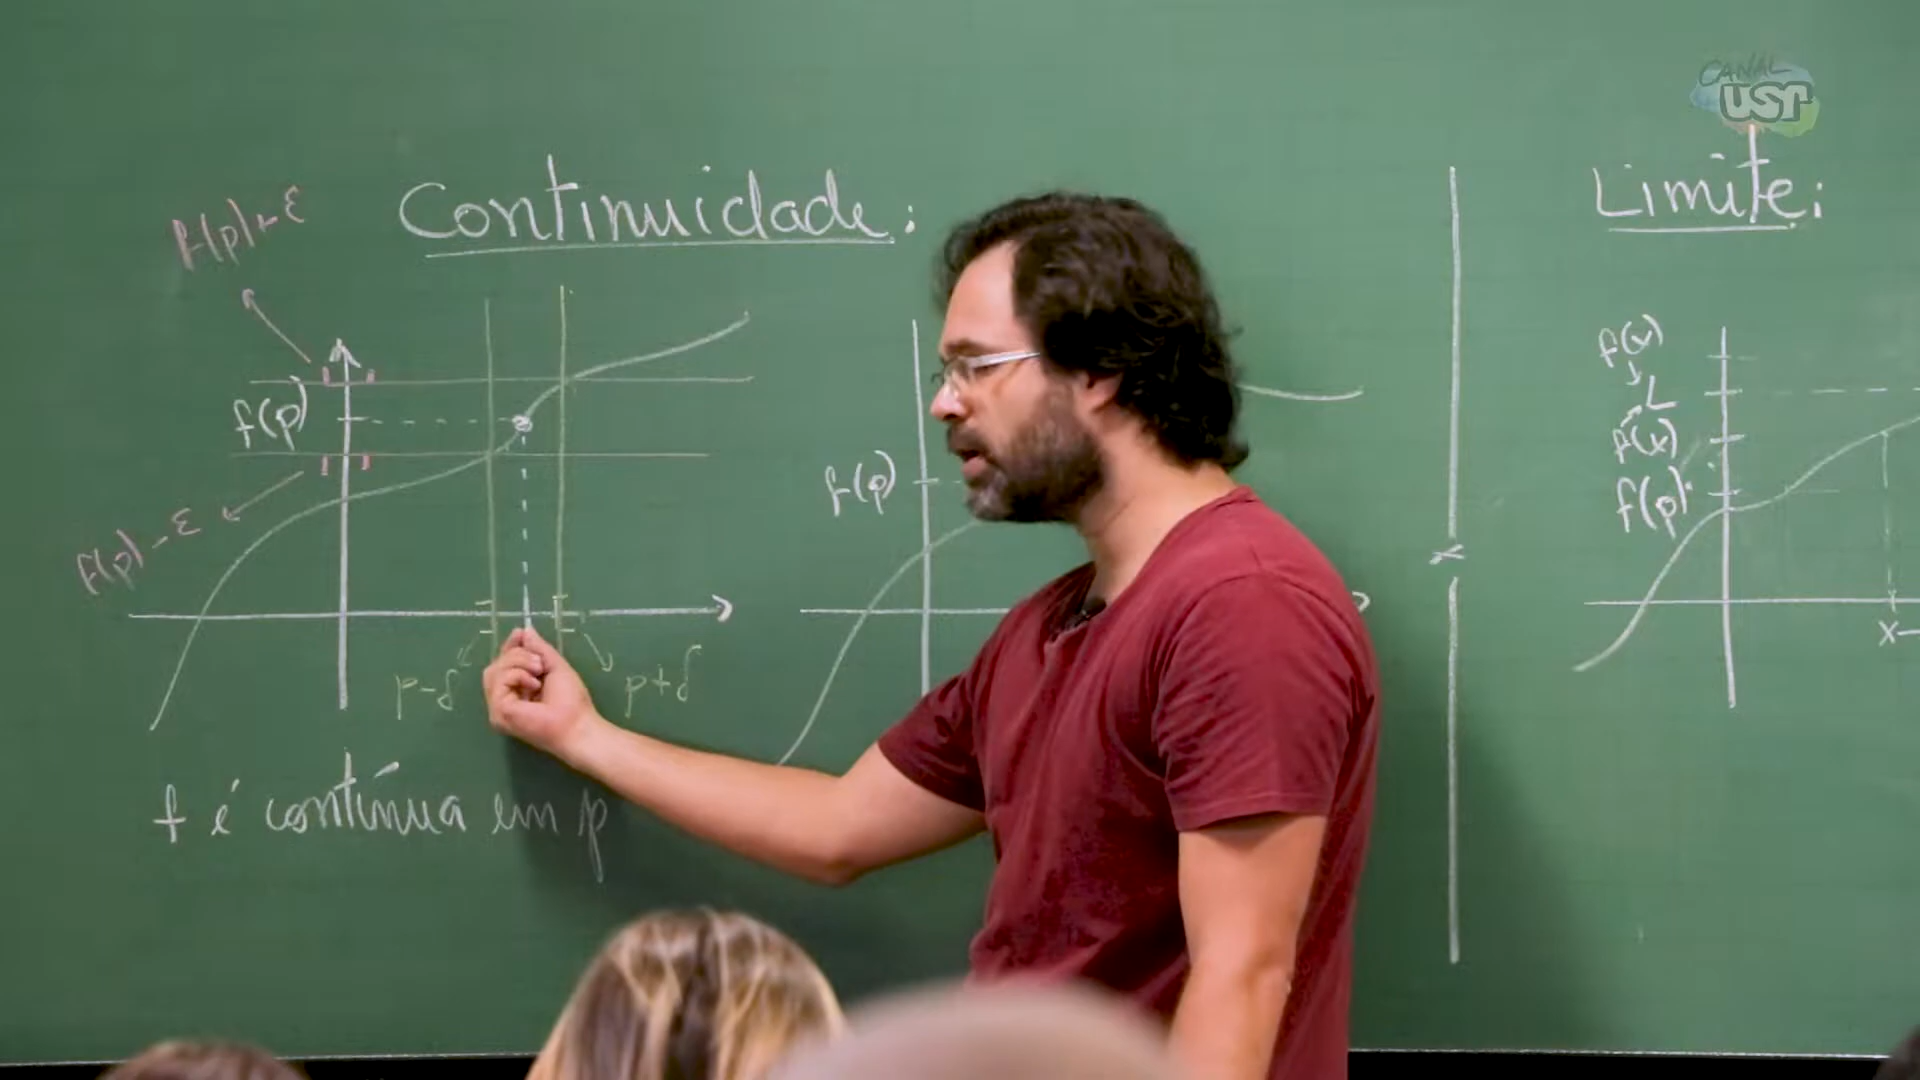 CANAL
USP
Continuidade:
f(p)+ε
f(p)
f(p)-ε
p-δ
p+δ
f é contínua em p
f(p)
Limite:
f(x)
L
f(x)
f(p)
x